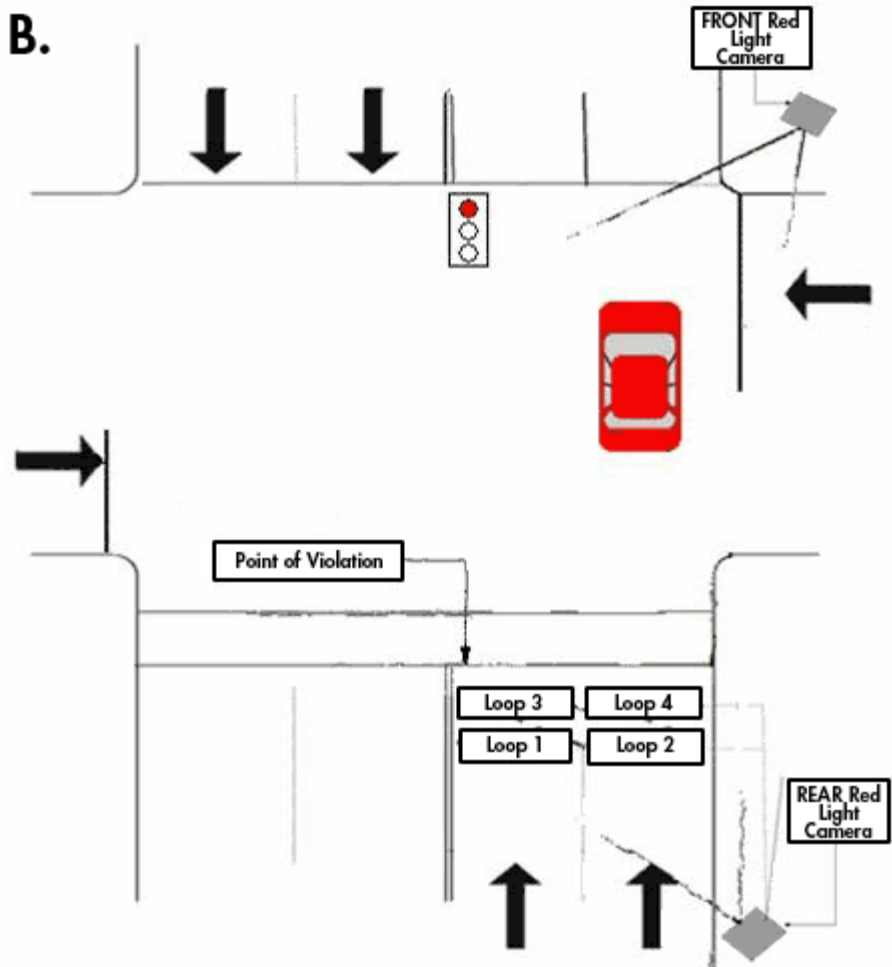 B.
FRONT Red
Light
Camera
Point of Violation
Loop 3
Loop 4
Loop 1
Loop 2
REAR Red
Light
Camera